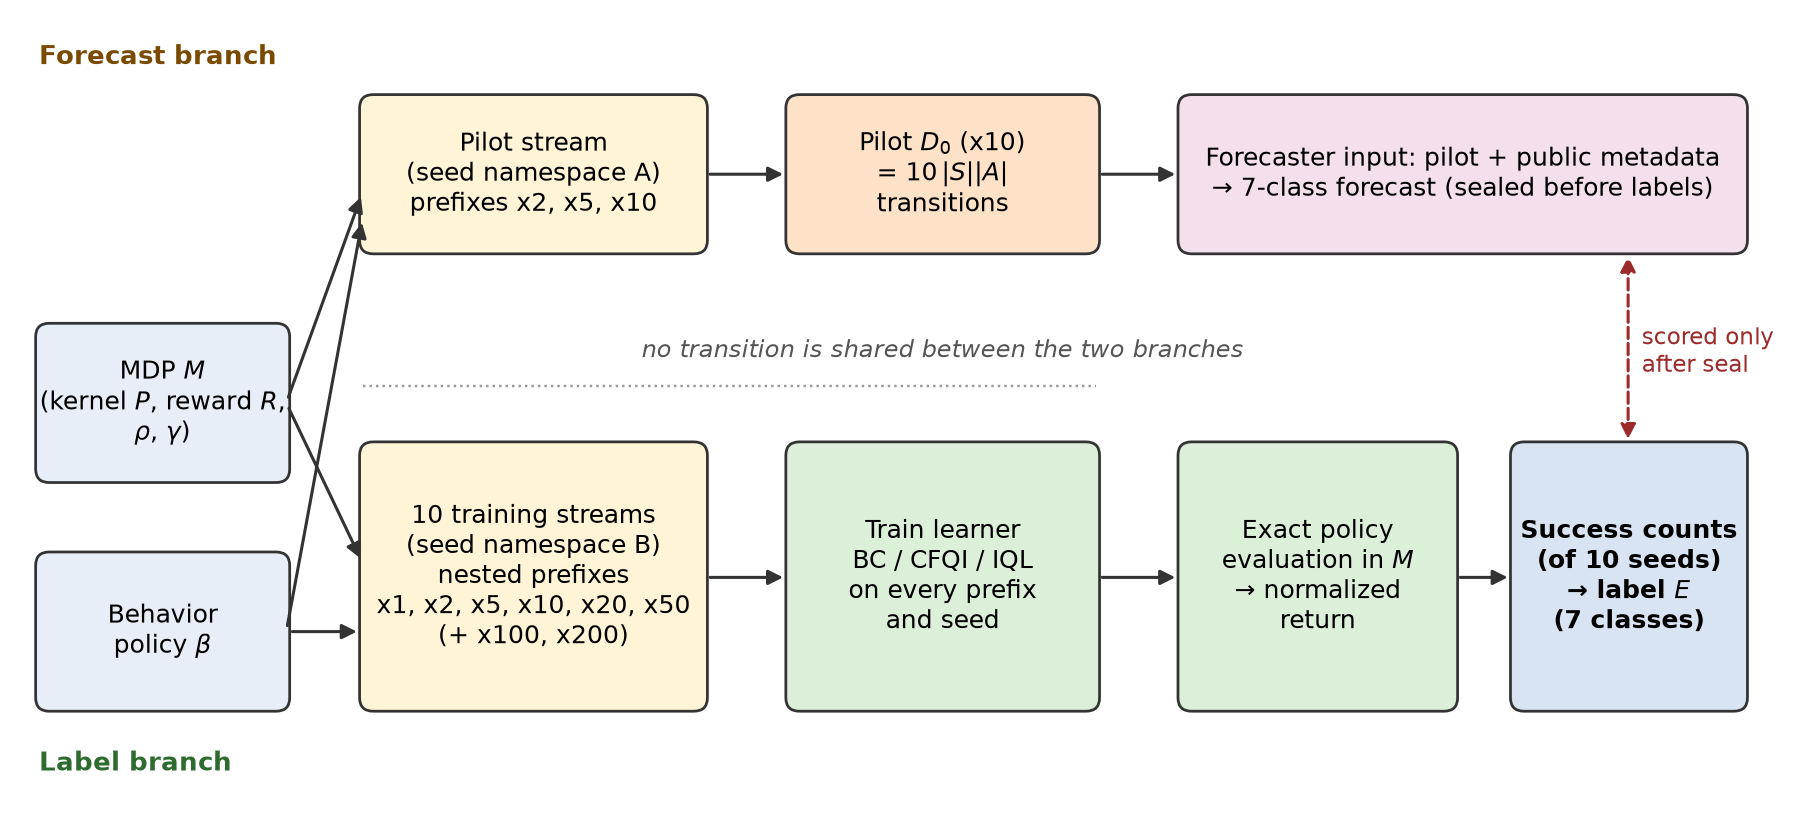 Forecast branch
Pilot stream
(seed namespace A)
prefixes x2, x5, x10
Pilot D₀ (x10)
= 10 |S||A|
transitions
Forecaster input: pilot + public metadata
→ 7-class forecast (sealed before labels)
MDP M
(kernel P, reward R,
ρ, γ)
no transition is shared between the two branches
scored only
after seal
Behavior
policy β
10 training streams
(seed namespace B)
nested prefixes
x1, x2, x5, x10, x20, x50
(+ x100, x200)
Train learner
BC / CFQI / IQL
on every prefix
and seed
Exact policy
evaluation in M
→ normalized
return
Success counts
(of 10 seeds)
→ label E
(7 classes)
Label branch